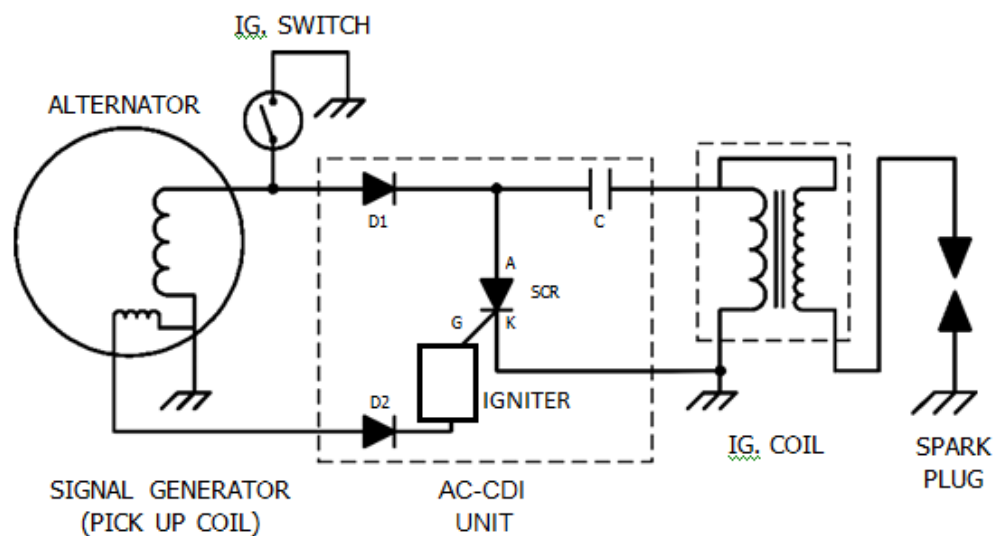 IG. SWITCH
ALTERNATOR
D1
C
A
SCR
G
K
D2
IGNITER
IG. COIL
SPARK
PLUG
SIGNAL GENERATOR
(PICK UP COIL)
AC-CDI
UNIT